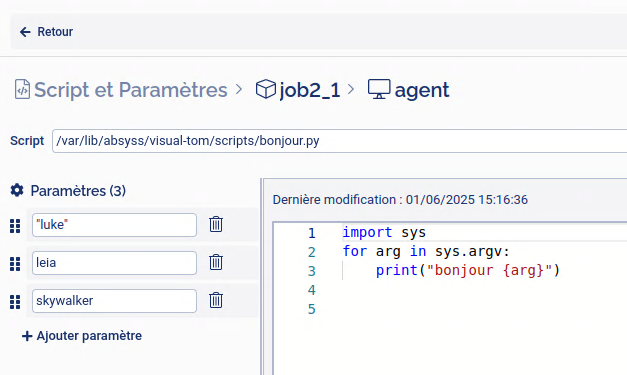 Retour
Script et Paramètres > job2_1 > agent
Script /var/lib/absyss/visual-tom/scripts/bonjour.py
Paramètres (3)
"luke"
leia
skywalker
+ Ajouter paramètre
Dernière modification : 01/06/2025 15:16:36
1 import sys
2 for arg in sys.argv:
3     print("bonjour {arg}")
4
5